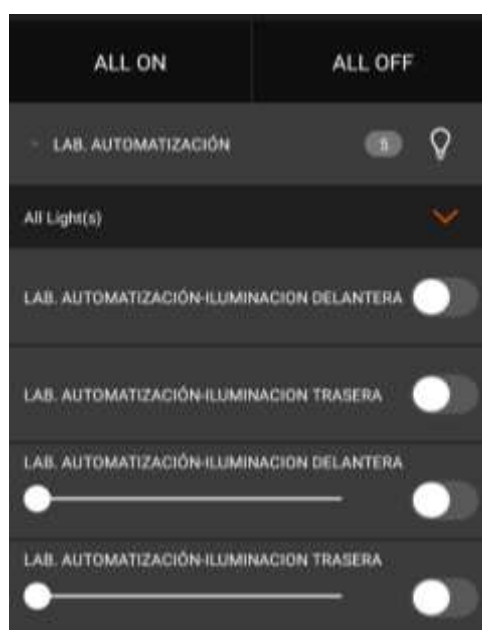 ALL ON
ALL OFF
LAB. AUTOMATIZACIÓN
5
All Light(s)
LAB. AUTOMATIZACIÓN-ILUMINACION DELANTERA
LAB. AUTOMATIZACIÓN-ILUMINACION TRASERA
LAB. AUTOMATIZACIÓN-ILUMINACION DELANTERA
LAB. AUTOMATIZACIÓN-ILUMINACION TRASERA